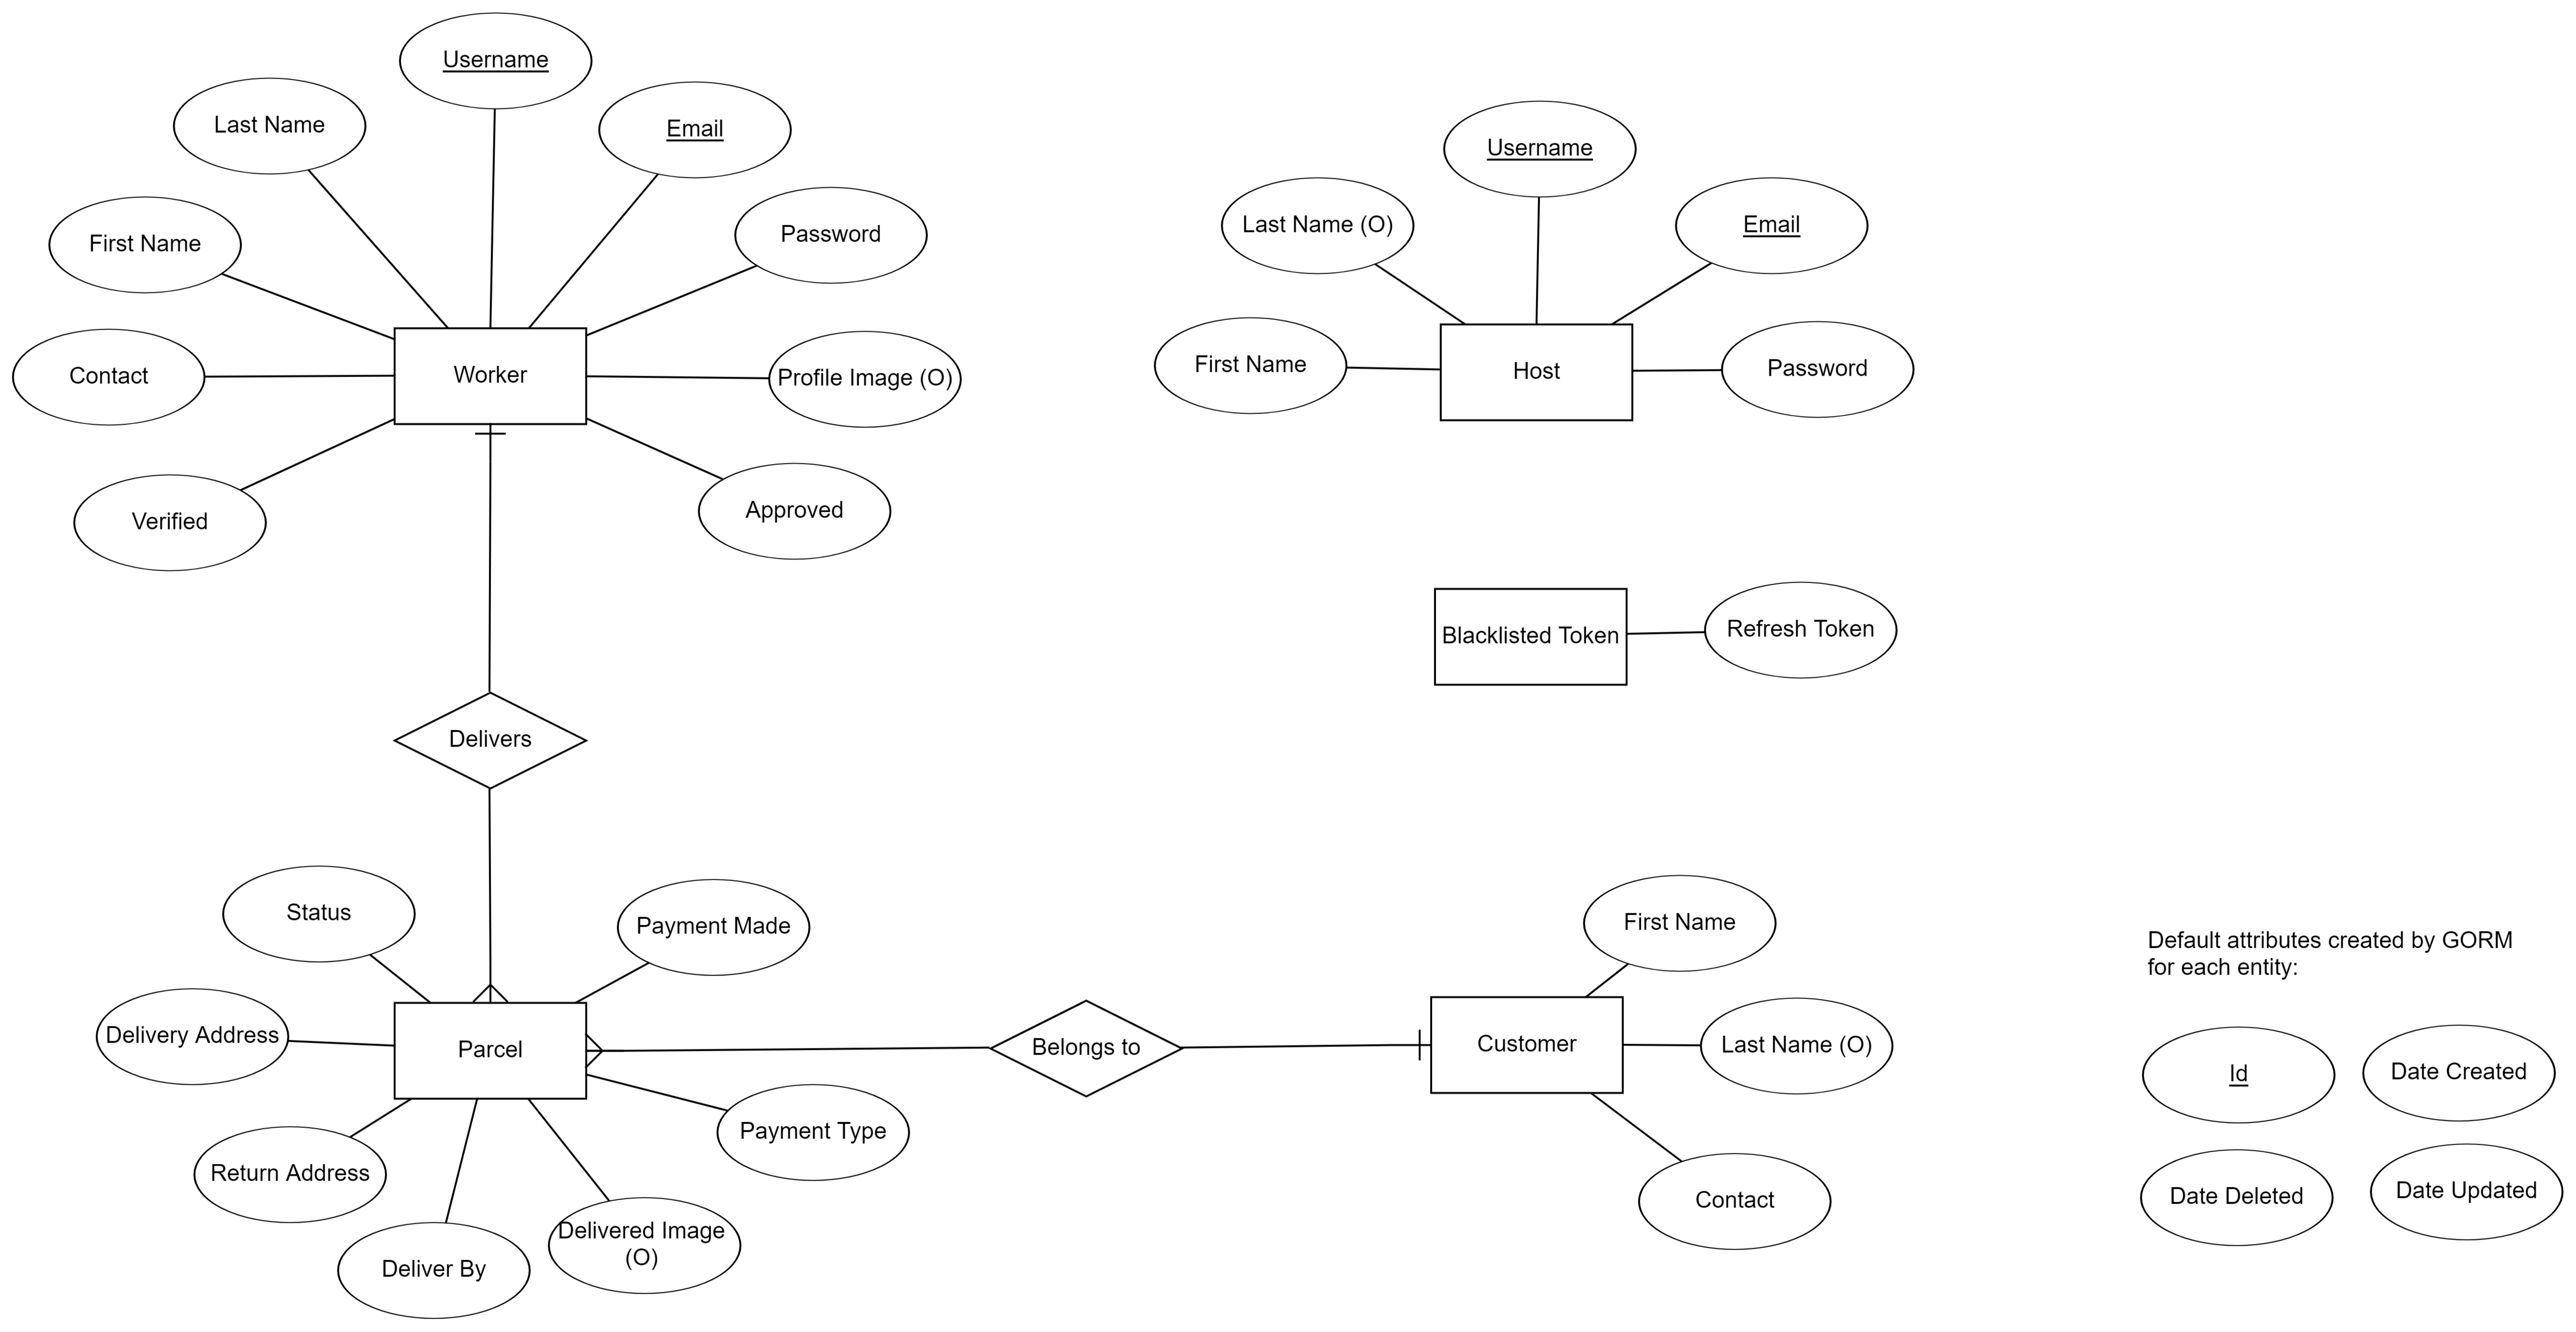 Username
Last Name
Email
First Name
Password
Contact
Worker
Profile Image (O)
Verified
Approved
Username
Last Name (O)
Email
First Name
Host
Password
Blacklisted Token
Refresh Token
Delivers
Status
Payment Made
Delivery Address
Parcel
Belongs to
Payment Type
Return Address
Deliver By
Delivered Image
(O)
First Name
Customer
Last Name (O)
Contact
Default attributes created by GORM
for each entity:
Id
Date Created
Date Deleted
Date Updated